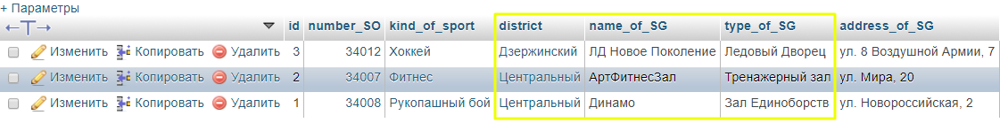 + Параметры
id number_SO kind_of_sport district name_of_SG type_of_SG address_of_SG
Изменить Копировать Удалить 3 34012 Хоккей Дзержинский ЛД Новое Поколение Ледовый Дворец ул. 8 Воздушной Армии, 7
Изменить Копировать Удалить 2 34007 Фитнес Центральный АртФитнесЗал Тренажерный зал ул. Мира, 20
Изменить Копировать Удалить 1 34008 Рукопашный бой Центральный Динамо Зал Единоборств ул. Новороссийская, 2